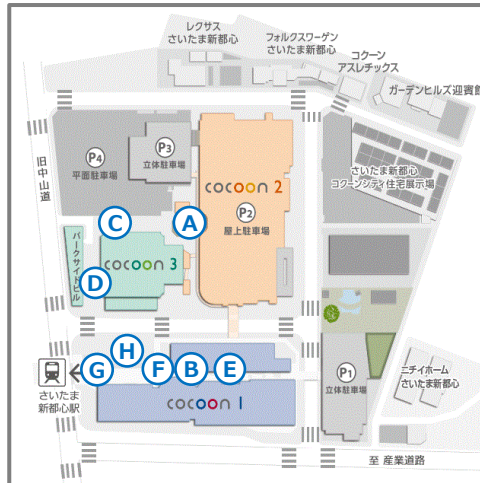 レクサス
さいたま新都心
フォルクスワーゲン
さいたま新都心
コクーン
アスレチックス
ガーデンヒルズ迎賓館
旧中山道
P4
平面駐車場
P3
立体駐車場
cocoon 2
P2
屋上駐車場
さいたま新都心
コクーンシティ住宅展示場
A
C
cocoon 3
D
パークサイドビル
H
G
F
B
E
さいたま
新都心駅
cocoon 1
P1
立体駐車場
ニチイホーム
さいたま新都心
至 産業道路